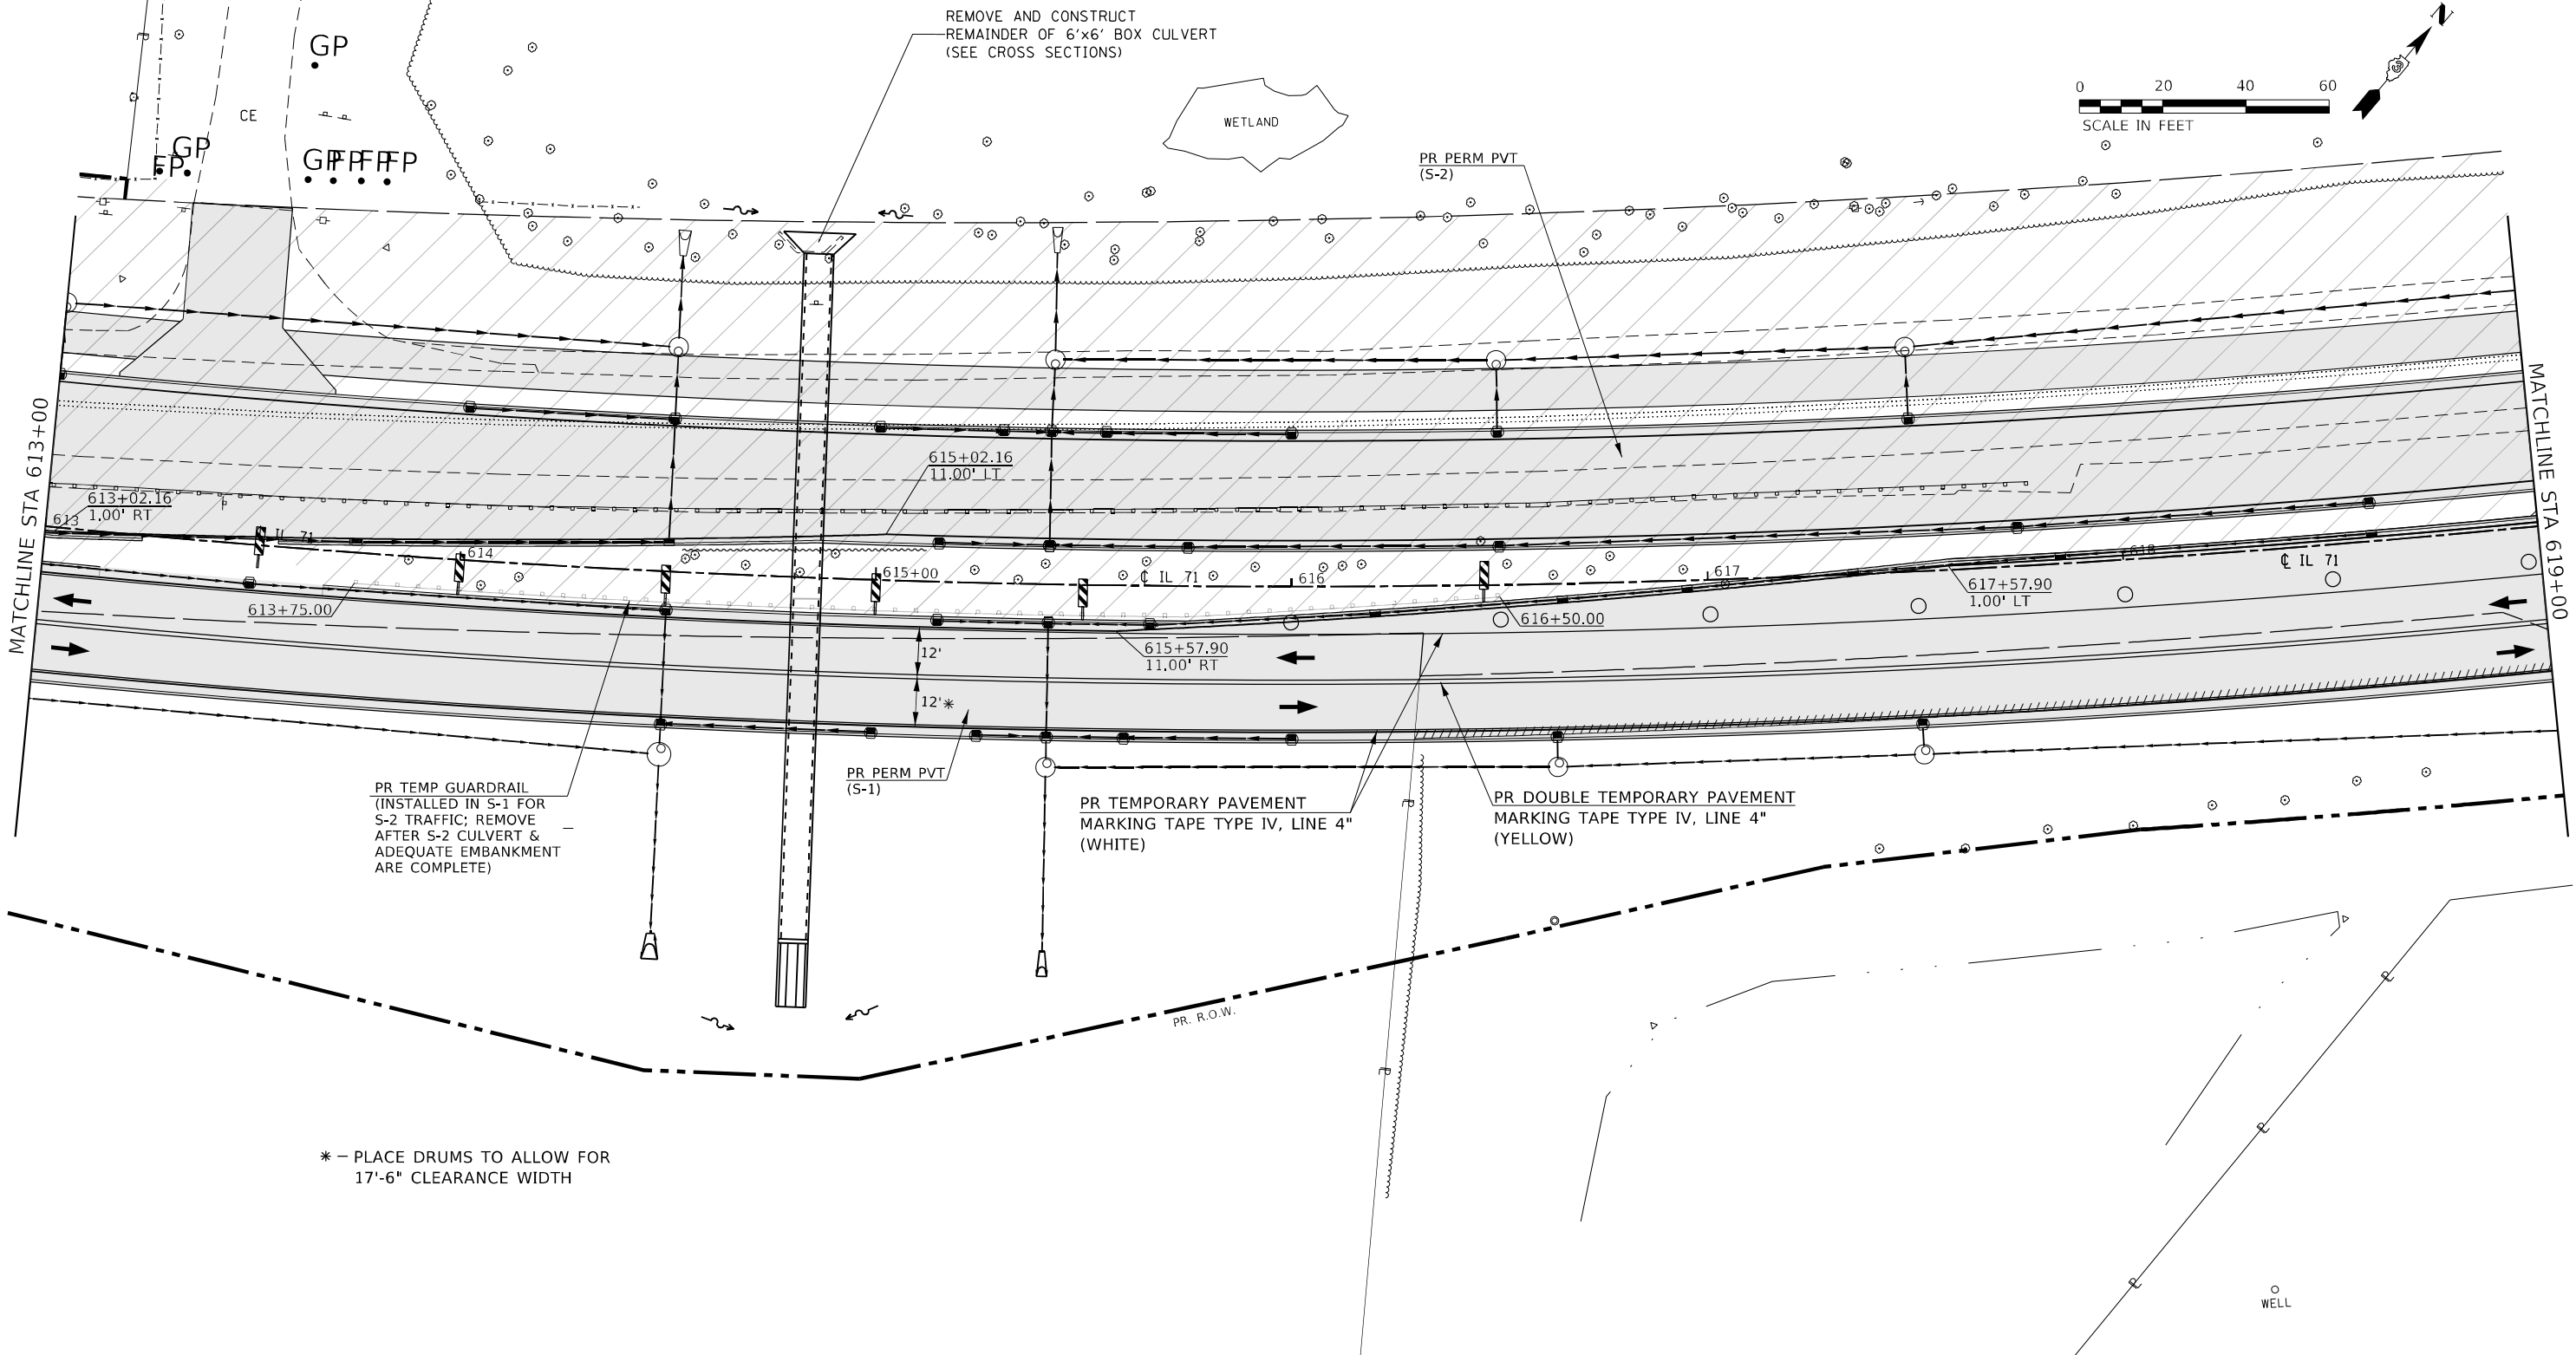 REMOVE AND CONSTRUCT
REMAINDER OF 6'x6' BOX CULVERT
(SEE CROSS SECTIONS)
N
0 20 40 60
SCALE IN FEET
GP
CE
WETLAND
GP
FP
GP FP FP FP
PR PERM PVT
(S-2)
MATCHLINE STA 613+00
MATCHLINE STA 619+00
615+02.16
11.00' LT
613+02.16
1.00' RT
613
IL 71
614
615+00
℄ IL 71
616
617
618
℄ IL 71
617+57.90
1.00' LT
613+75.00
616+50.00
615+57.90
11.00' RT
12'
12'*
PR PERM PVT
(S-1)
PR TEMP GUARDRAIL
(INSTALLED IN S-1 FOR
S-2 TRAFFIC; REMOVE
AFTER S-2 CULVERT &
ADEQUATE EMBANKMENT
ARE COMPLETE)
PR TEMPORARY PAVEMENT
MARKING TAPE TYPE IV, LINE 4"
(WHITE)
PR DOUBLE TEMPORARY PAVEMENT
MARKING TAPE TYPE IV, LINE 4"
(YELLOW)
PR. R.O.W.
* - PLACE DRUMS TO ALLOW FOR
17'-6" CLEARANCE WIDTH
WELL